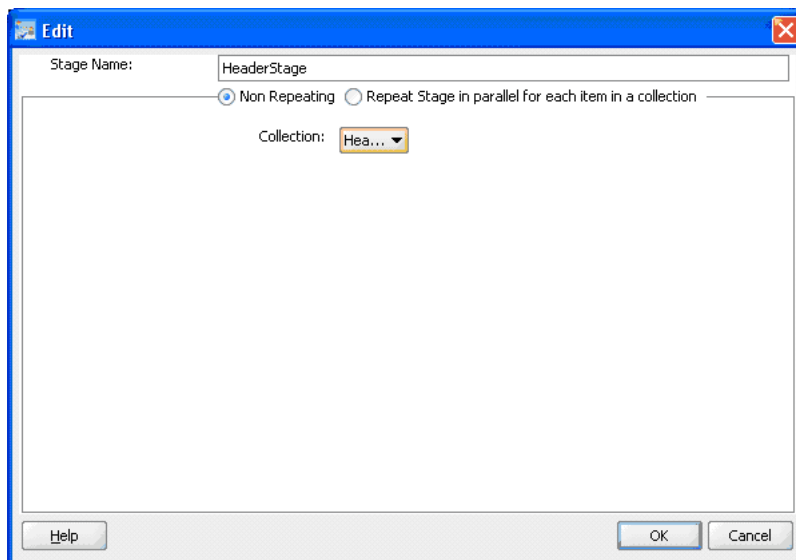 Edit
Stage Name: HeaderStage
Non Repeating Repeat Stage in parallel for each item in a collection
Collection: Hea...
Help OK Cancel